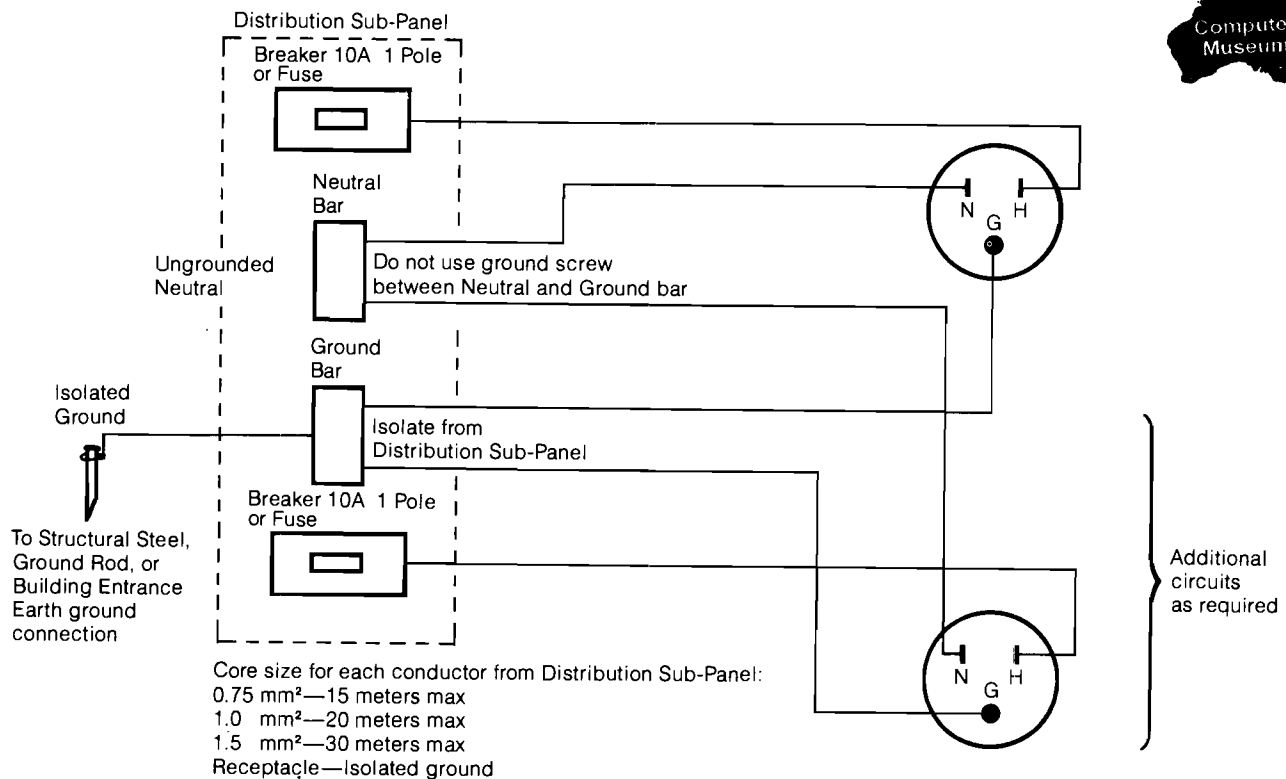 Distribution Sub-Panel
Compute
Museum
Breaker 10A 1 Pole
or Fuse
Neutral
Bar
N
H
G
Ungrounded
Neutral
Do not use ground screw
between Neutral and Ground bar
Ground
Bar
Isolated
Ground
Isolate from
Distribution Sub-Panel
Breaker 10A 1 Pole
or Fuse
To Structural Steel,
Ground Rod, or
Building Entrance
Earth ground
connection
Additional
circuits
as required
N
H
G
Core size for each conductor from Distribution Sub-Panel:
0.75 mm²—15 meters max
1.0 mm²—20 meters max
1.5 mm²—30 meters max
Receptacle—Isolated ground